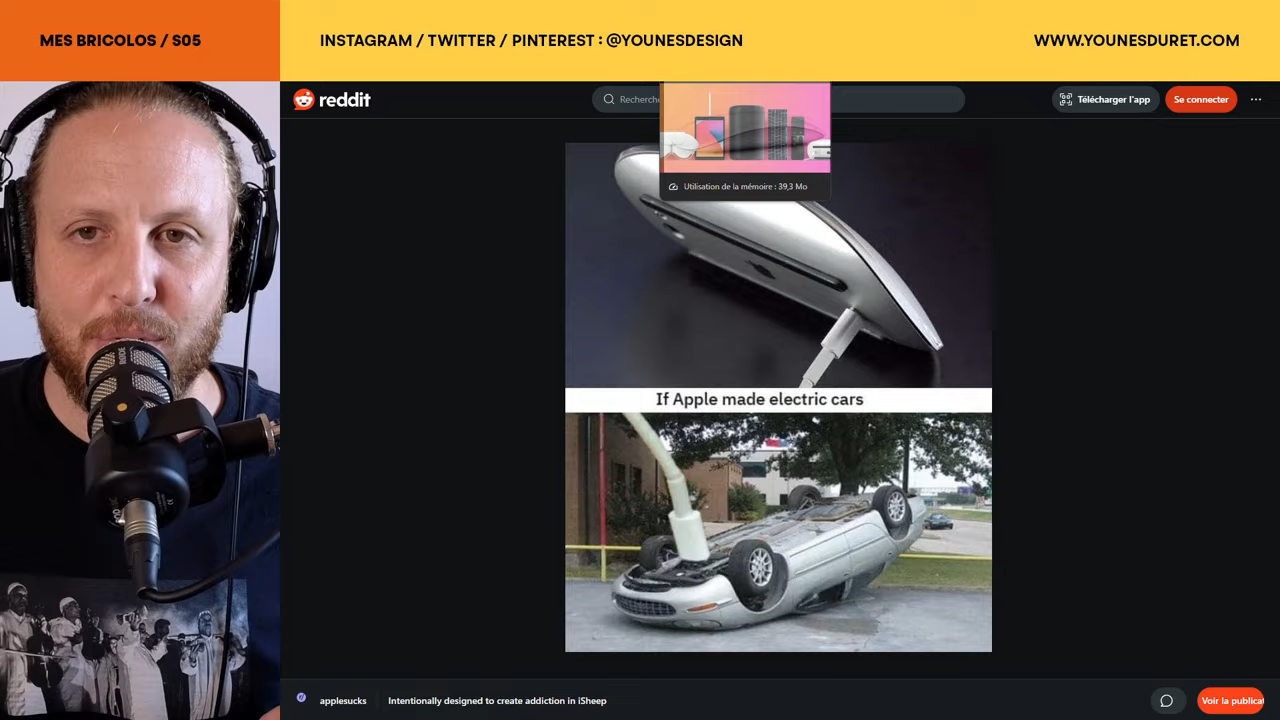 MES BRICOLOS / S05
INSTAGRAM / TWITTER / PINTEREST : @YOUNESDESIGN
WWW.YOUNESDURET.COM
reddit
Recherche
Télécharger l'app
Se connecter
Utilisation de la mémoire : 39,3 Mo
If Apple made electric cars
RODE
applesucks
Intentionally designed to create addiction in iSheep
Voir la publicat